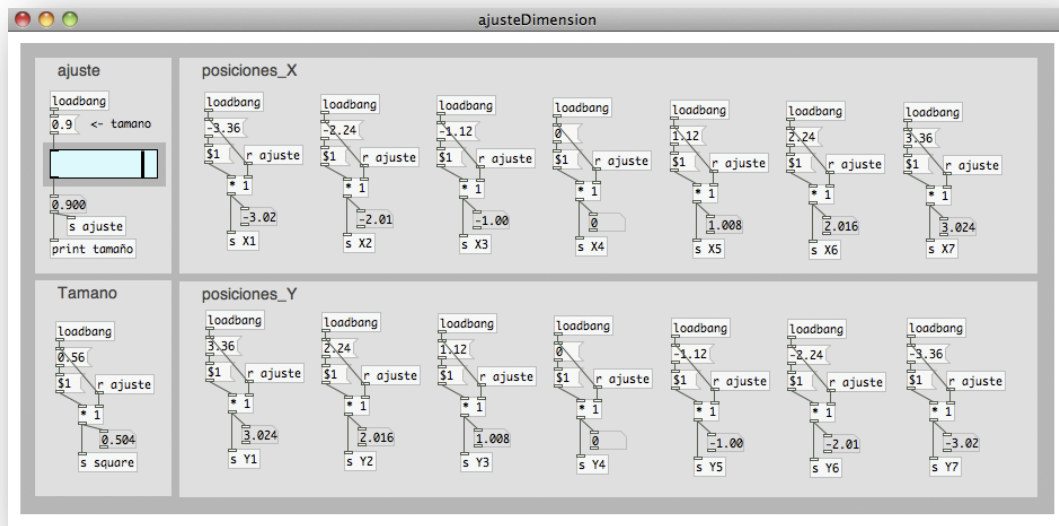 ajusteDimension
ajuste
loadbang
0.9 <- tamano
0.900
s ajuste
print tamaño
posiciones_X
loadbang loadbang loadbang loadbang loadbang loadbang loadbang
-3.36 -2.24 -1.12 0 1.12 2.24 3.36
$1 r ajuste $1 r ajuste $1 r ajuste $1 r ajuste $1 r ajuste $1 r ajuste $1 r ajuste
* 1 * 1 * 1 * 1 * 1 * 1 * 1
-3.02 -2.01 -1.00 0 1.008 2.016 3.024
s X1 s X2 s X3 s X4 s X5 s X6 s X7
Tamano
loadbang
0.56
$1 r ajuste
* 1
0.504
s square
posiciones_Y
loadbang loadbang loadbang loadbang loadbang loadbang loadbang
3.36 2.24 1.12 0 -1.12 -2.24 -3.36
$1 r ajuste $1 r ajuste $1 r ajuste $1 r ajuste $1 r ajuste $1 r ajuste $1 r ajuste
* 1 * 1 * 1 * 1 * 1 * 1 * 1
3.024 2.016 1.008 0 -1.00 -2.01 -3.02
s Y1 s Y2 s Y3 s Y4 s Y5 s Y6 s Y7